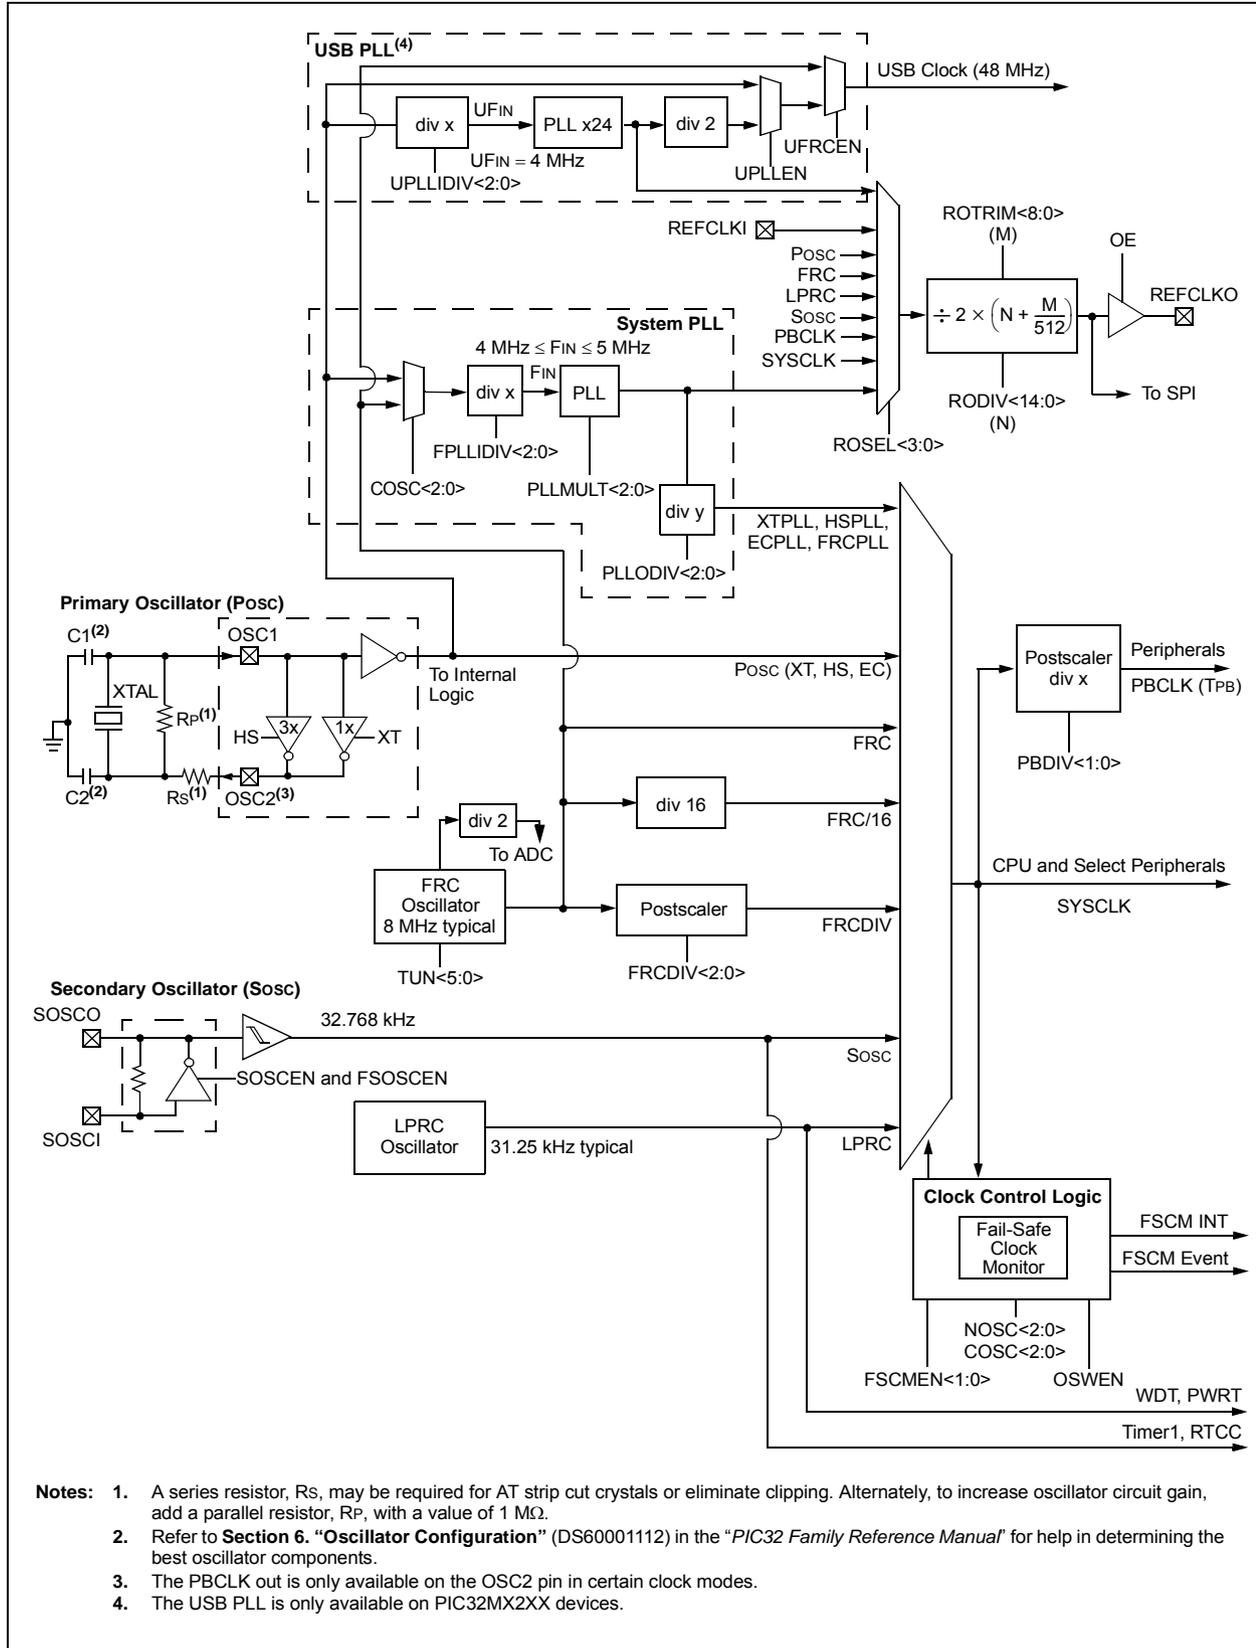 USB PLL(4)
USB Clock (48 MHz)
div x
UFIN
PLL x24
div 2
UFIN = 4 MHz
UPLLIDIV<2:0>
UFRCEN
UPLLEN
REFCLKI
POSC
FRC
LPRC
SOSC
PBCLK
SYSCLK
ROTRIM<8:0>
(M)
OE
REFCLKO
÷ 2 × (N + M/512)
To SPI
RODIV<14:0>
(N)
ROSEL<3:0>
System PLL
4 MHz ≤ FIN ≤ 5 MHz
FIN
div x
PLL
FPLLIDIV<2:0>
COSC<2:0>
PLLMULT<2:0>
div y
XTPLL, HSPLL,
ECPLL, FRCPLL
PLLODIV<2:0>
Primary Oscillator (POSC)
C1(2)
OSC1
To Internal
Logic
XTAL
RP(1)
3x
1x
HS
XT
C2(2)
RS(1)
OSC2(3)
POSC (XT, HS, EC)
Postscaler
div x
Peripherals
PBCLK (TPB)
PBDIV<1:0>
FRC
div 16
FRC/16
div 2
To ADC
CPU and Select Peripherals
SYSCLK
FRC
Oscillator
8 MHz typical
Postscaler
FRCDIV
TUN<5:0>
FRCDIV<2:0>
Secondary Oscillator (SOSC)
SOSCO
32.768 kHz
SOSC
SOSCEN and FSOSCEN
SOSCI
LPRC
Oscillator
31.25 kHz typical
LPRC
Clock Control Logic
Fail-Safe
Clock
Monitor
FSCM INT
FSCM Event
NOSC<2:0>
COSC<2:0>
FSCMEN<1:0>
OSWEN
WDT, PWRT
Timer1, RTCC
Notes: 1. A series resistor, RS, may be required for AT strip cut crystals or eliminate clipping. Alternately, to increase oscillator circuit gain,
add a parallel resistor, RP, with a value of 1 MΩ.
2. Refer to Section 6. “Oscillator Configuration” (DS60001112) in the “PIC32 Family Reference Manual” for help in determining the
best oscillator components.
3. The PBCLK out is only available on the OSC2 pin in certain clock modes.
4. The USB PLL is only available on PIC32MX2XX devices.